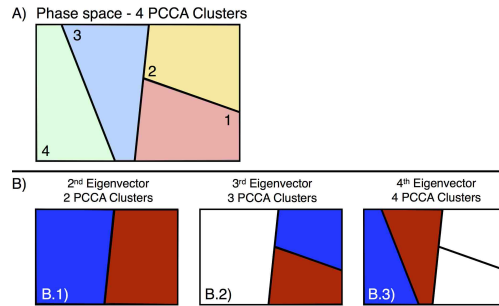 A) Phase space - 4 PCCA Clusters
3
2
1
4
B)
2nd Eigenvector
2 PCCA Clusters
3rd Eigenvector
3 PCCA Clusters
4th Eigenvector
4 PCCA Clusters
B.1)
B.2)
B.3)